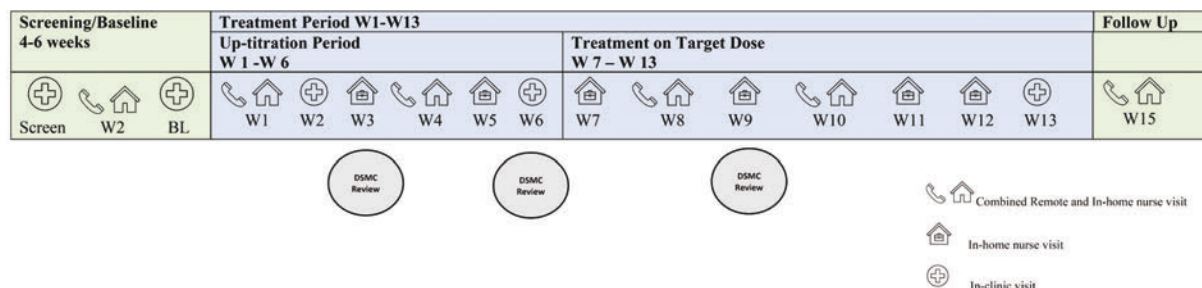 Screening/Baseline
4-6 weeks
Treatment Period W1-W13
Follow Up
Up-titration Period
W 1 -W 6
Treatment on Target Dose
W 7 – W 13
Screen W2 BL W1 W2 W3 W4 W5 W6 W7 W8 W9 W10 W11 W12 W13 W15
DSMC
Review
DSMC
Review
DSMC
Review
Combined Remote and In-home nurse visit
In-home nurse visit
In-clinic visit